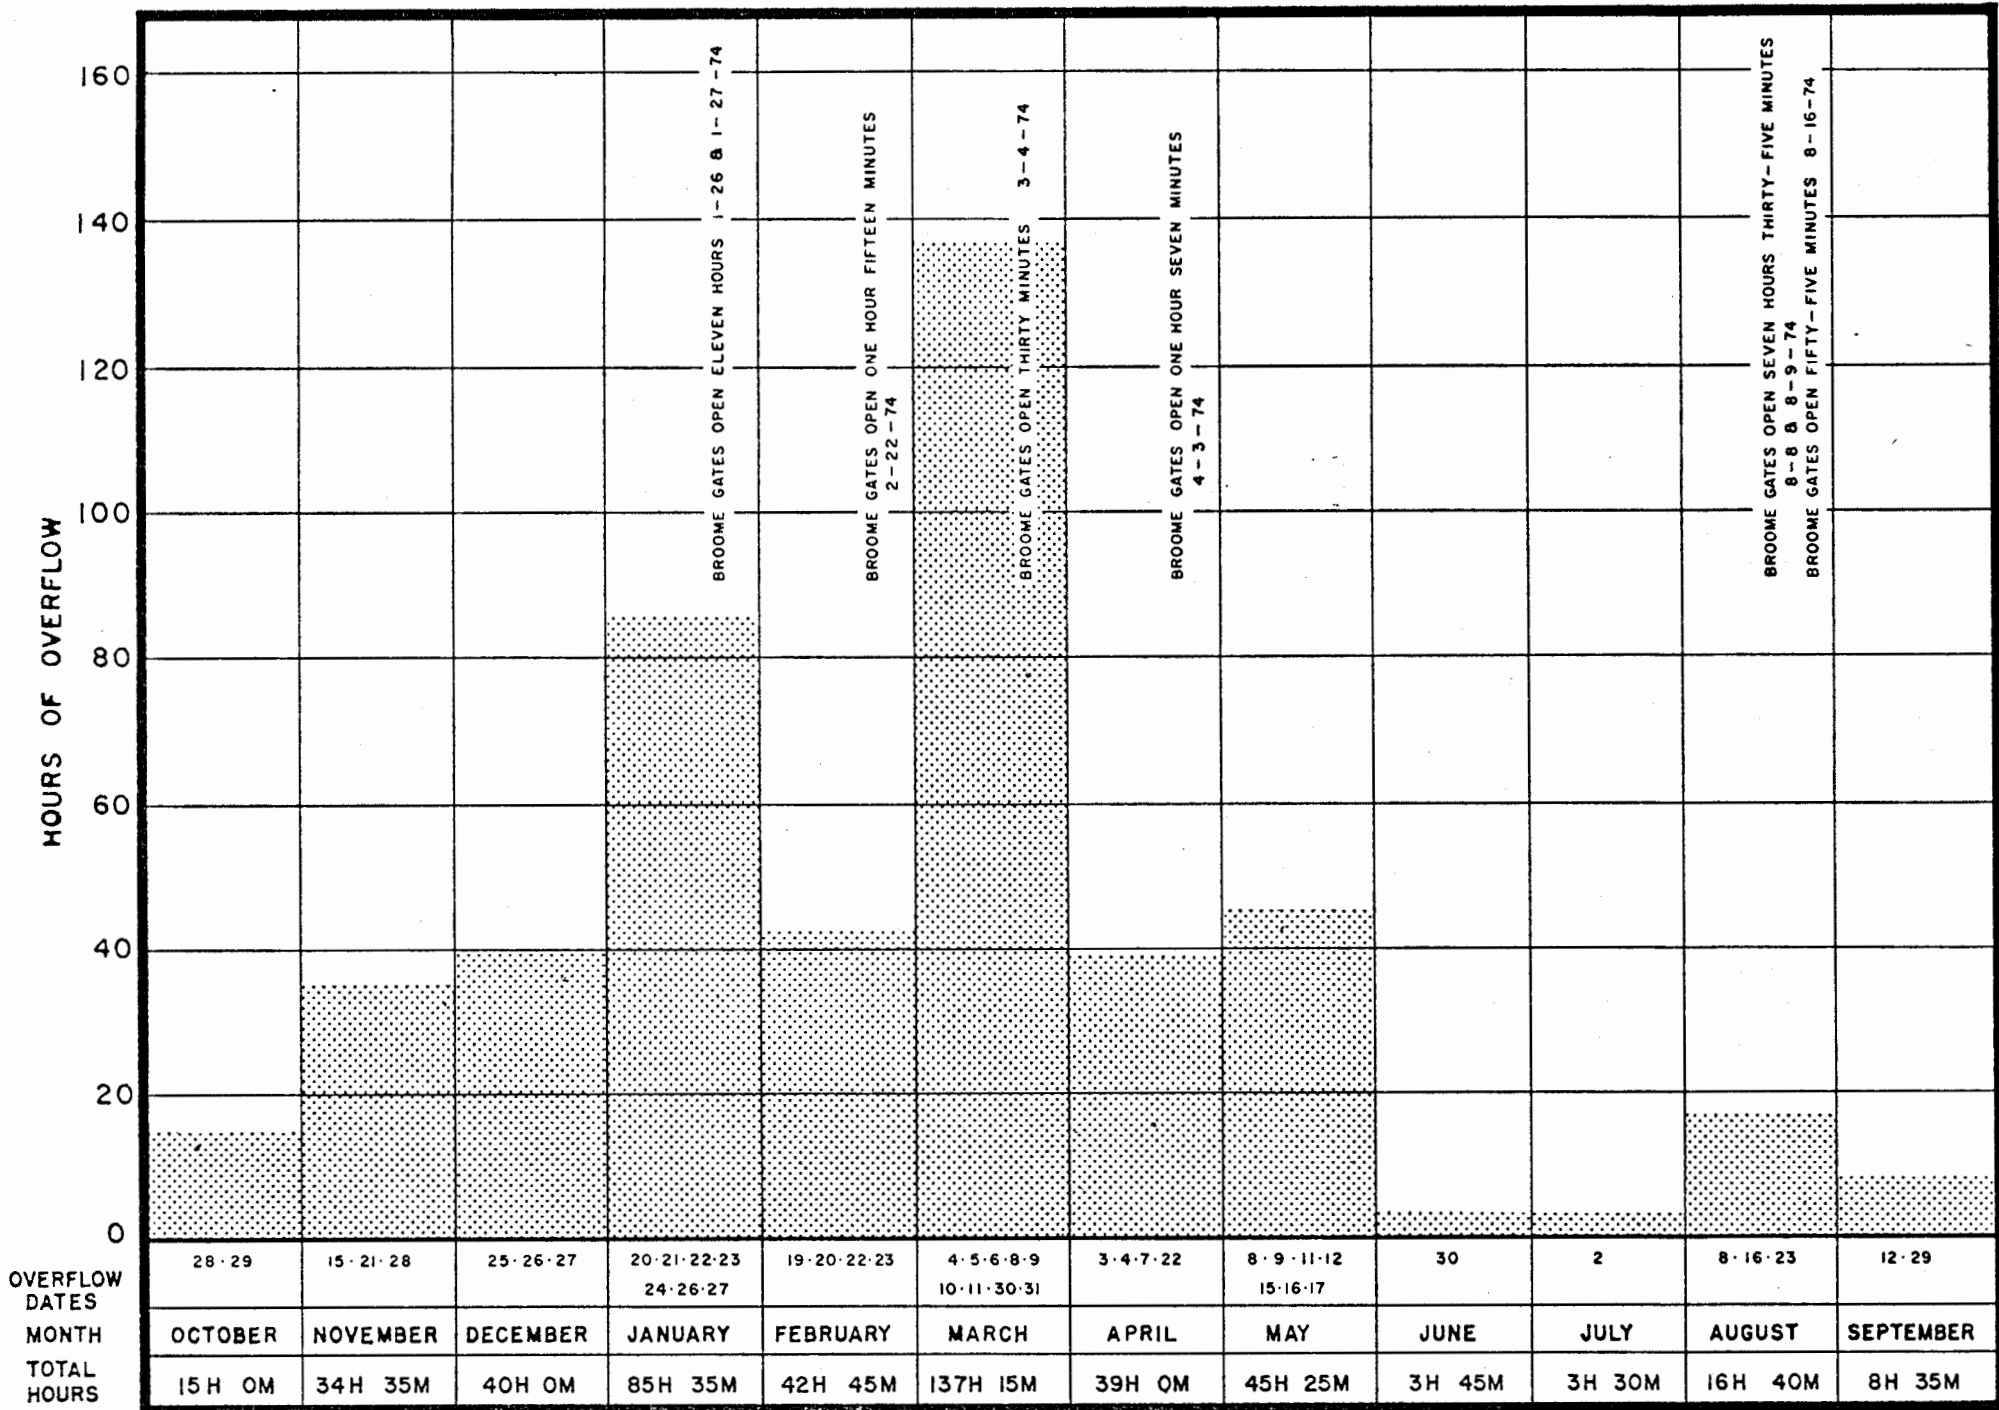 160
140
120
100
80
60
40
20
0
HOURS OF OVERFLOW
BROOME GATES OPEN ELEVEN HOURS 1-26 & 1-27-74
BROOME GATES OPEN ONE HOUR FIFTEEN MINUTES
2-22-74
BROOME GATES OPEN THIRTY MINUTES 3-4-74
BROOME GATES OPEN ONE HOUR SEVEN MINUTES
4-3-74
BROOME GATES OPEN SEVEN HOURS THIRTY-FIVE MINUTES
8-8 & 8-9-74
BROOME GATES OPEN FIFTY-FIVE MINUTES 8-16-74
OVERFLOW DATES
28·29
15·21·28
25·26·27
20·21·22·23
24·26·27
19·20·22·23
4·5·6·8·9
10·11·30·31
3·4·7·22
8·9·11·12
15·16·17
30
2
8·16·23
12·29
MONTH OCTOBER NOVEMBER DECEMBER JANUARY FEBRUARY MARCH APRIL MAY JUNE JULY AUGUST SEPTEMBER
TOTAL HOURS 15H 0M 34H 35M 40H 0M 85H 35M 42H 45M 137H 15M 39H 0M 45H 25M 3H 45M 3H 30M 16H 40M 8H 35M